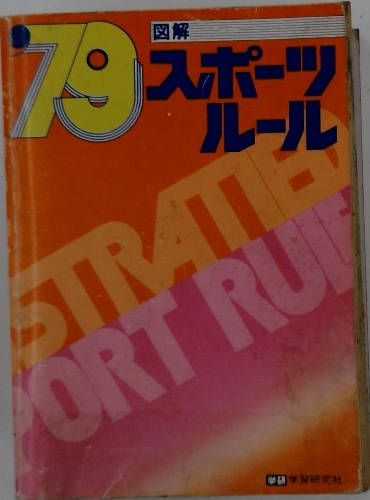 79
図解
スポーツ
ルール
STRATED
PORT RULE
学研 学習研究社